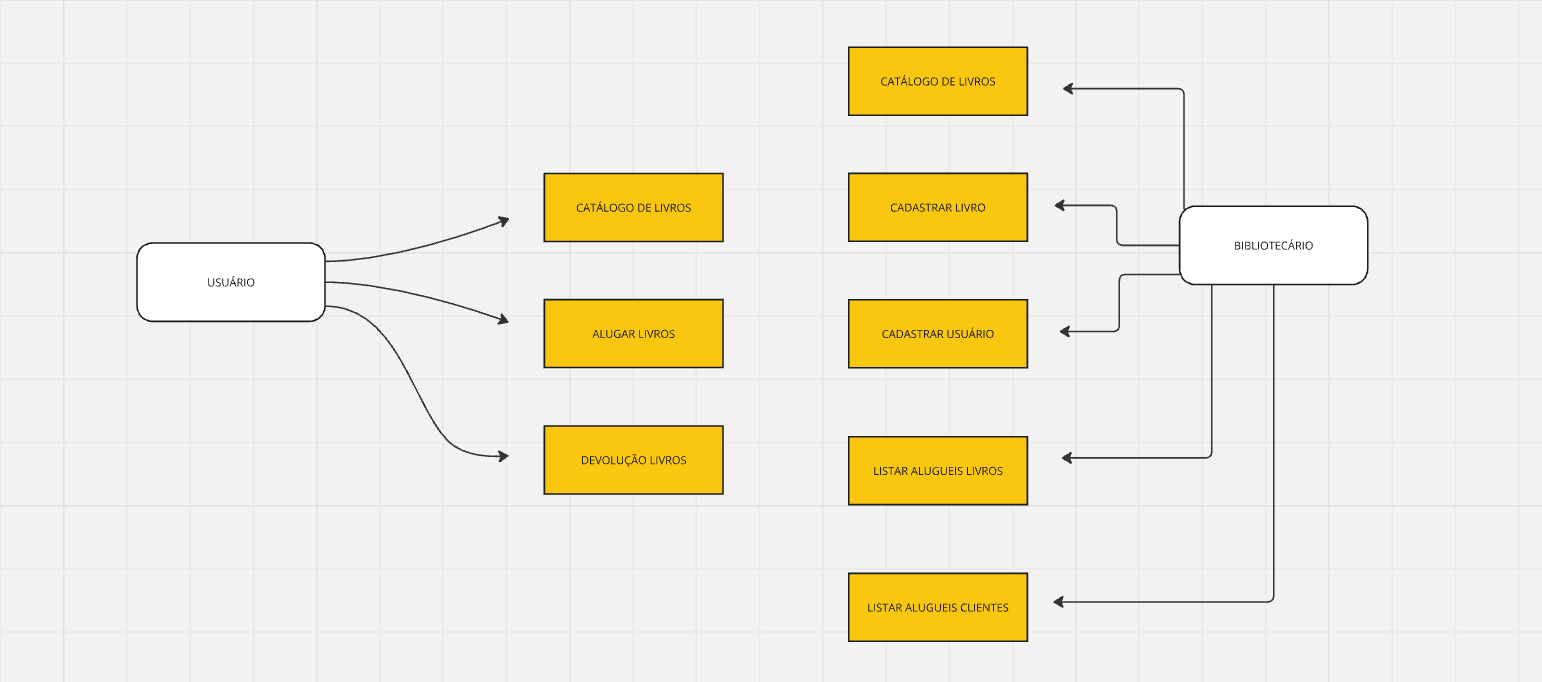 USUÁRIO
CATÁLOGO DE LIVROS
ALUGAR LIVROS
DEVOLUÇÃO LIVROS
CATÁLOGO DE LIVROS
CADASTRAR LIVRO
CADASTRAR USUÁRIO
LISTAR ALUGUEIS LIVROS
LISTAR ALUGUEIS CLIENTES
BIBLIOTECÁRIO